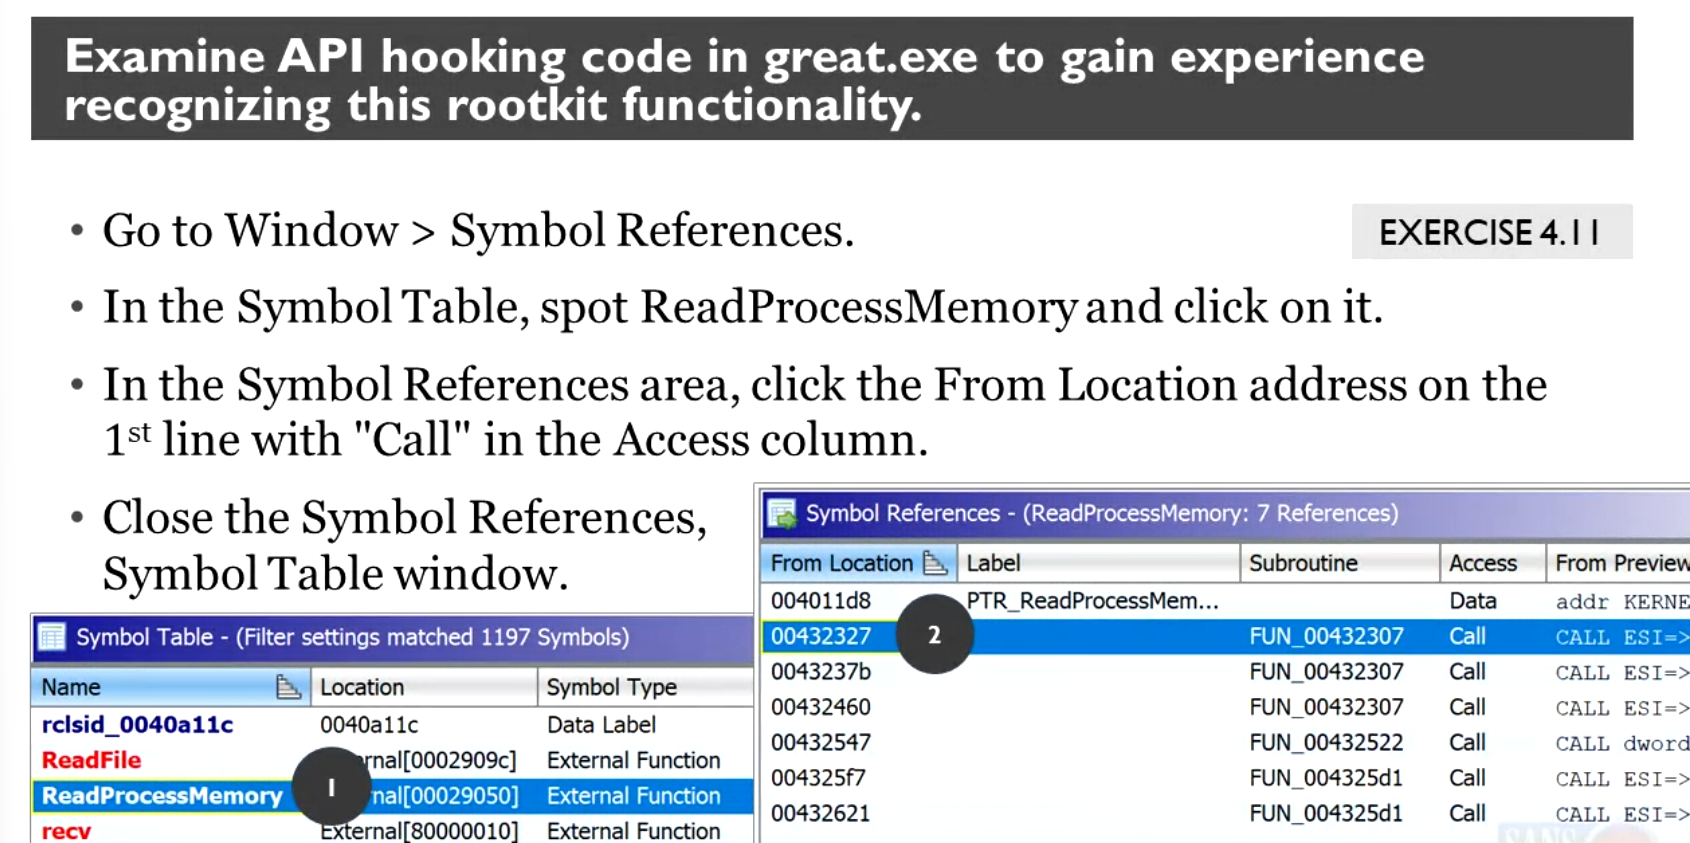 Examine API hooking code in great.exe to gain experience
recognizing this rootkit functionality.
• Go to Window > Symbol References.
EXERCISE 4.11
• In the Symbol Table, spot ReadProcessMemory and click on it.
• In the Symbol References area, click the From Location address on the
1st line with "Call" in the Access column.
• Close the Symbol References,
Symbol Table window.
Symbol Table - (Filter settings matched 1197 Symbols)
Name Location Symbol Type
rclsid_0040a11c 0040a11c Data Label
ReadFile rnal[0002909c] External Function
ReadProcessMemory 1 nal[00029050] External Function
recv External[80000010] External Function
Symbol References - (ReadProcessMemory: 7 References)
From Location Label Subroutine Access From Preview
004011d8 PTR_ReadProcessMem... Data addr KERNE
00432327 2 FUN_00432307 Call CALL ESI=>
0043237b FUN_00432307 Call CALL ESI=>
00432460 FUN_00432307 Call CALL ESI=>
00432547 FUN_00432522 Call CALL dword
004325f7 FUN_004325d1 Call CALL ESI=>
00432621 FUN_004325d1 Call CALL ESI=>
SANS